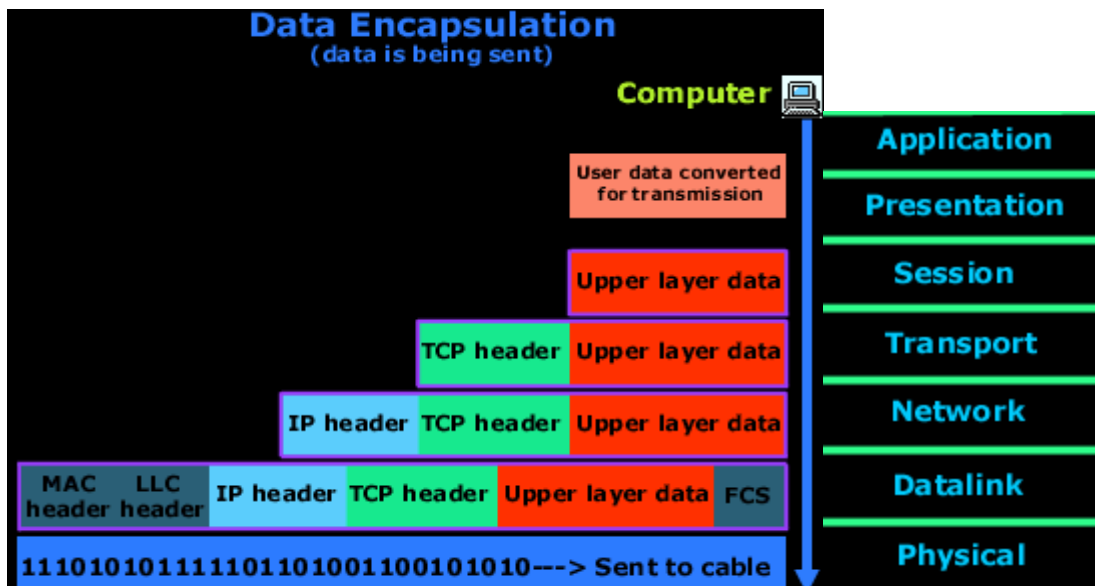 Data Encapsulation
(data is being sent)
Computer
Application
User data converted
for transmission
Presentation
Upper layer data
Session
TCP header Upper layer data
Transport
IP header TCP header Upper layer data
Network
MAC header LLC header IP header TCP header Upper layer data FCS
Datalink
111010101111101101001100101010---> Sent to cable
Physical